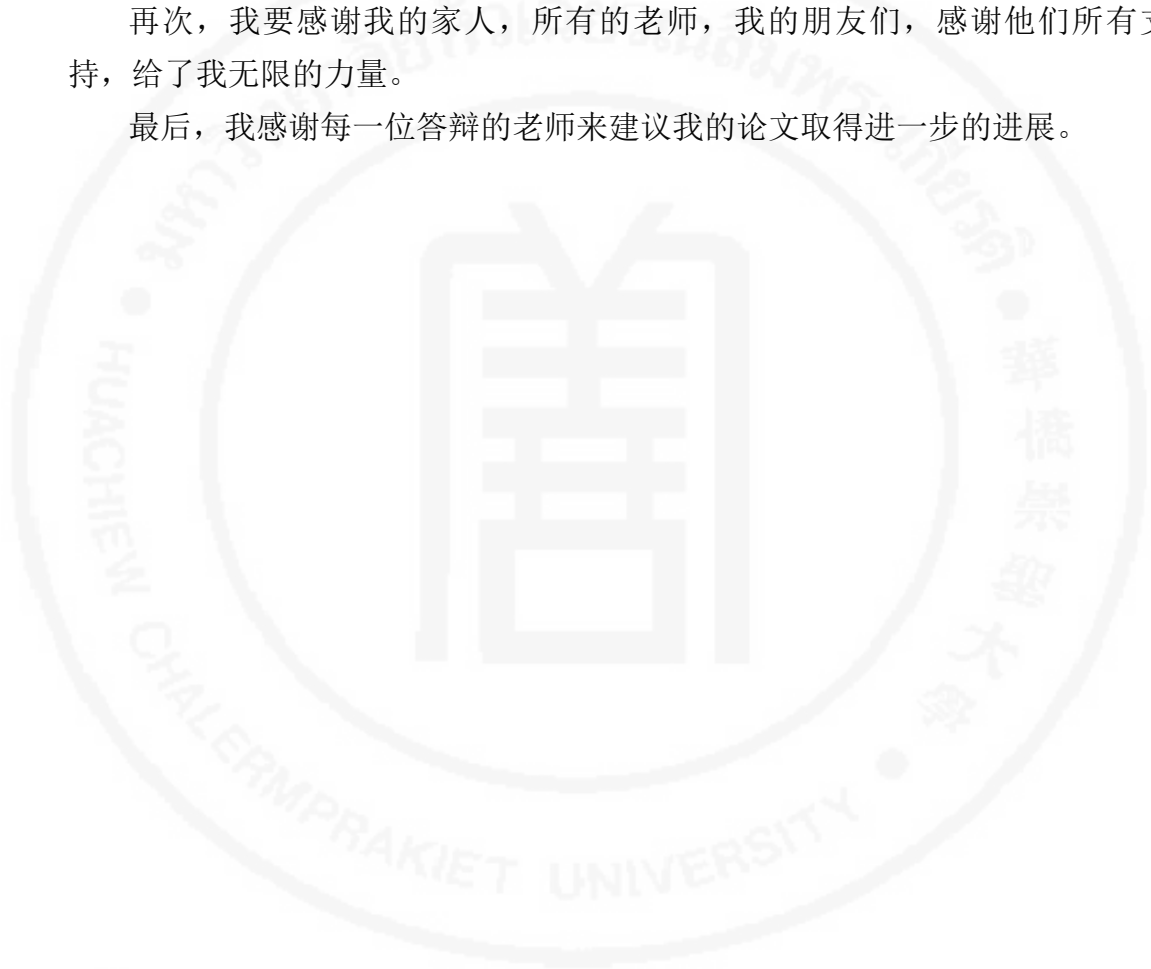 再次，我要感谢我的家人，所有的老师，我的朋友们，感谢他们所有支
持，给了我无限的力量。
最后，我感谢每一位答辩的老师来建议我的论文取得进一步的进展。
HUACHIEW CHALERMPRAKIET UNIVERSITY
華僑崇聖大學